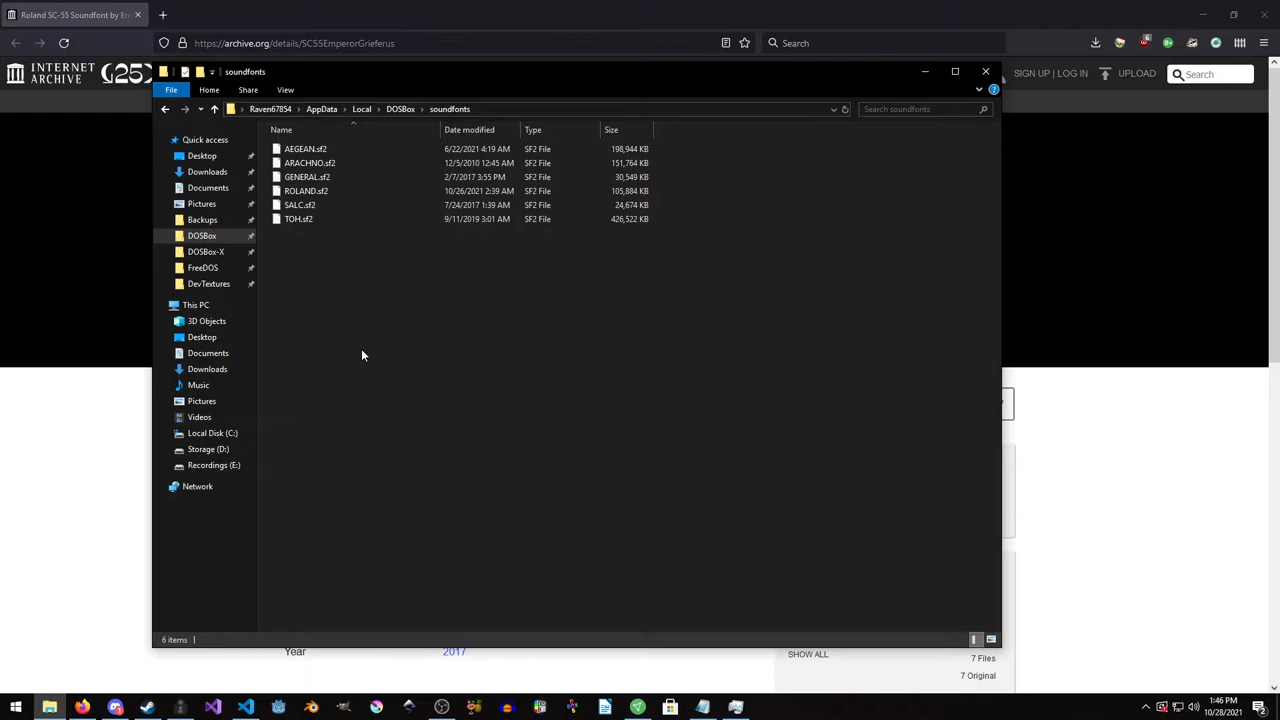 Roland SC-55 Soundfont by Em
https://archive.org/details/SC55EmperorGrieferus
Search
6
INTERNET ARCHIVE
25
SIGN UP | LOG IN
UPLOAD
Search
soundfonts
File
Home
Share
View
Raven67854 > AppData > Local > DOSBox > soundfonts
Search soundfonts
Name
Date modified
Type
Size
AEGEAN.sf2 6/22/2021 4:19 AM SF2 File 198,944 KB
ARACHNO.sf2 12/5/2010 12:45 AM SF2 File 151,764 KB
GENERAL.sf2 2/7/2017 3:55 PM SF2 File 30,549 KB
ROLAND.sf2 10/26/2021 2:39 AM SF2 File 105,884 KB
SALC.sf2 7/24/2017 1:39 AM SF2 File 24,674 KB
TOH.sf2 9/11/2019 3:01 AM SF2 File 426,522 KB
Quick access
Desktop
Downloads
Documents
Pictures
Backups
DOSBox
DOSBox-X
FreeDOS
DevTextures
This PC
3D Objects
Desktop
Documents
Downloads
Music
Pictures
Videos
Local Disk (C:)
Storage (D:)
Recordings (E:)
Network
6 items
Year
2017
SHOW ALL
7 Files
7 Original
1:46 PM
10/28/2021
2